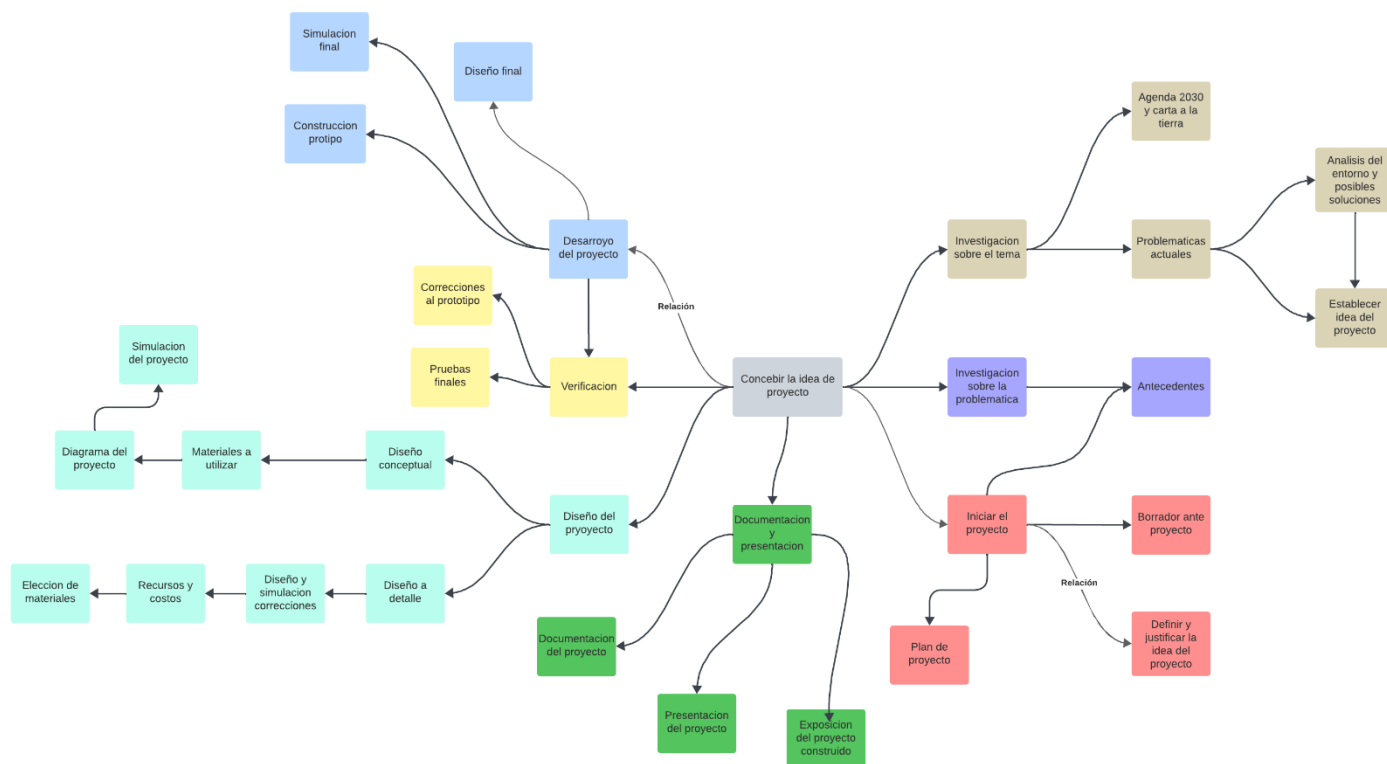 Simulacion
final
Diseño final
Construccion
protipo
Agenda 2030
y carta a la
tierra
Analisis del
entorno y
posibles
soluciones
Desarroyo
del proyecto
Investigacion
sobre el tema
Problematicas
actuales
Correcciones
al prototipo
Relación
Establecer
idea del
proyecto
Simulacion
del proyecto
Pruebas
finales
Verificacion
Concebir la idea de
proyecto
Investigacion
sobre la
problematica
Antecedentes
Diagrama del
proyecto
Materiales a
utilizar
Diseño
conceptual
Diseño del
pryoyecto
Documentacion
y
presentacion
Iniciar el
proyecto
Borrador ante
proyecto
Eleccion de
materiales
Recursos y
costos
Diseño y
simulacion
correcciones
Diseño a
detalle
Relación
Documentacion
del proyecto
Plan de
proyecto
Definir y
justificar la
idea del
proyecto
Presentacion
del proyecto
Exposicion
del proyecto
construido